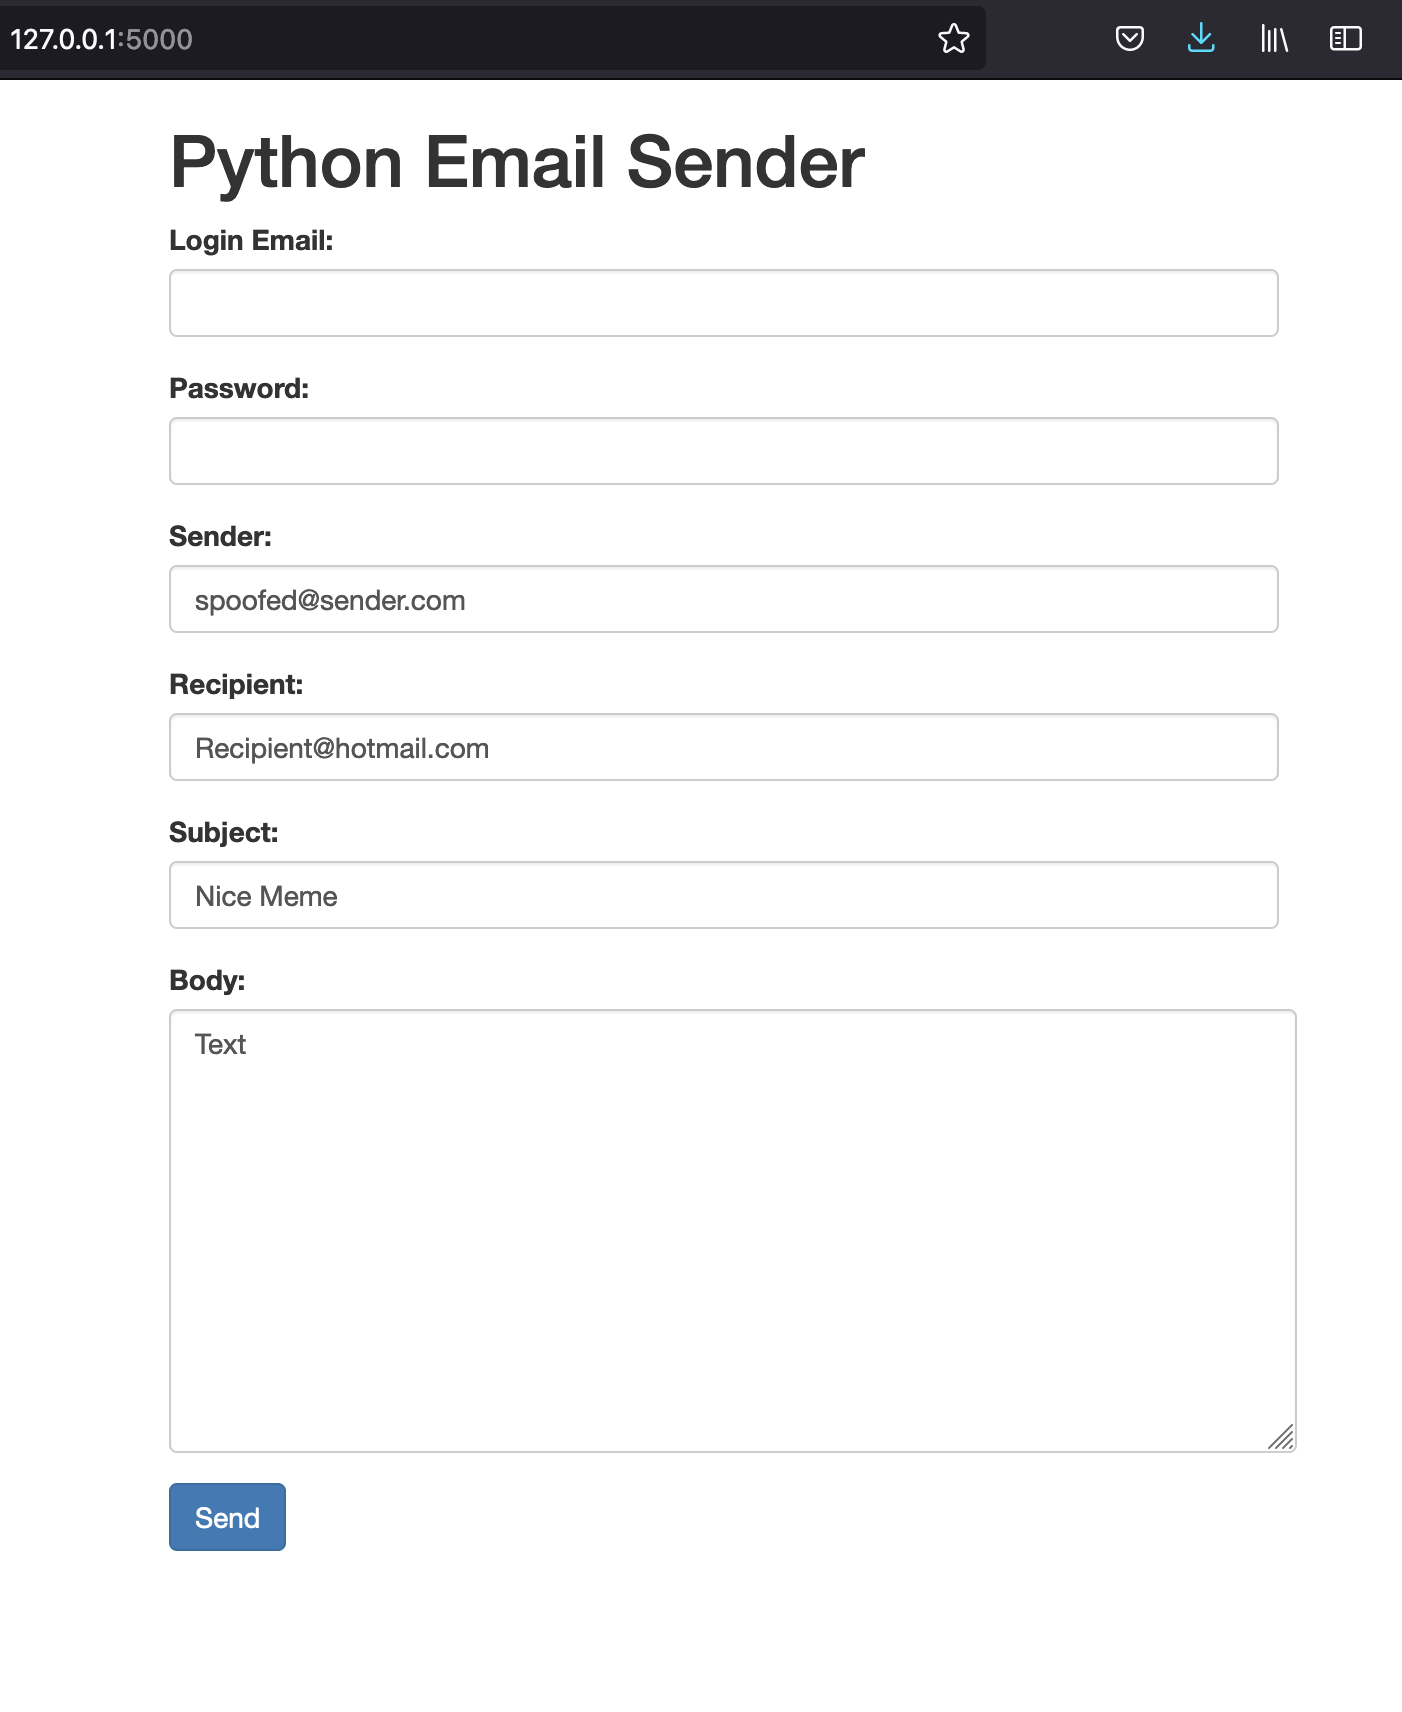 127.0.0.1:5000
Python Email Sender
Login Email:
Password:
Sender:
spoofed@sender.com
Recipient:
Recipient@hotmail.com
Subject:
Nice Meme
Body:
Text
Send